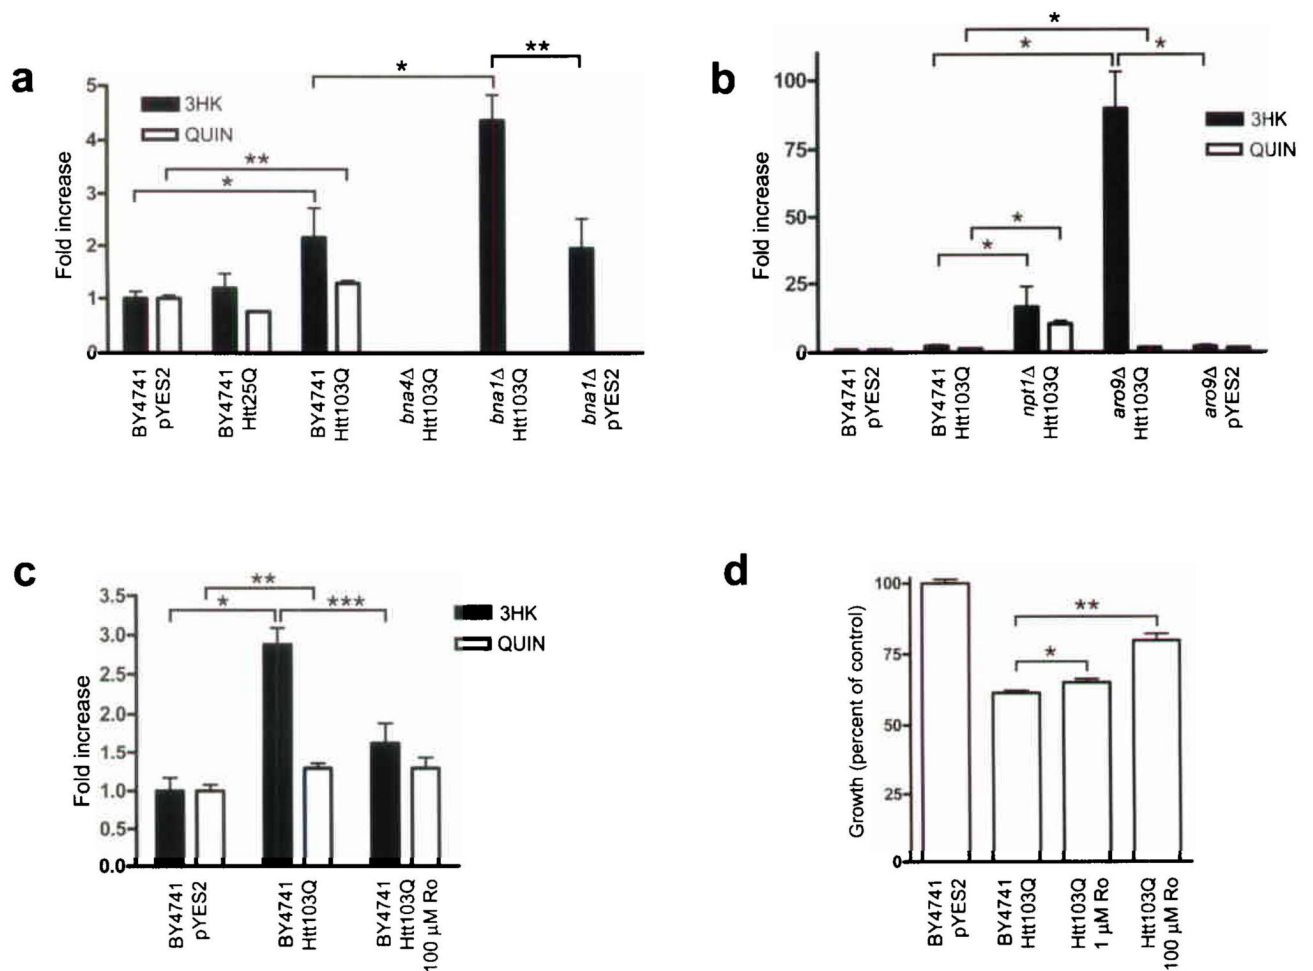 a
**
*
5
4
3
2
1
0
Fold increase
3HK
QUIN
**
*
BY4741
pYES2
BY4741
Htt25Q
BY4741
Htt103Q
bna4Δ
Htt103Q
bna1Δ
Htt103Q
bna1Δ
pYES2
b
*
*
*
100
75
50
25
0
Fold increase
3HK
QUIN
*
*
BY4741
pYES2
BY4741
Htt103Q
npt1Δ
Htt103Q
aro9Δ
Htt103Q
aro9Δ
pYES2
c
**
*
***
3.5
3.0
2.5
2.0
1.5
1.0
0.5
0.0
Fold increase
3HK
QUIN
BY4741
pYES2
BY4741
Htt103Q
BY4741
Htt103Q
100 µM Ro
d
100
75
50
25
0
Growth (percent of control)
**
*
BY4741
pYES2
BY4741
Htt103Q
Htt103Q
1 µM Ro
Htt103Q
100 µM Ro